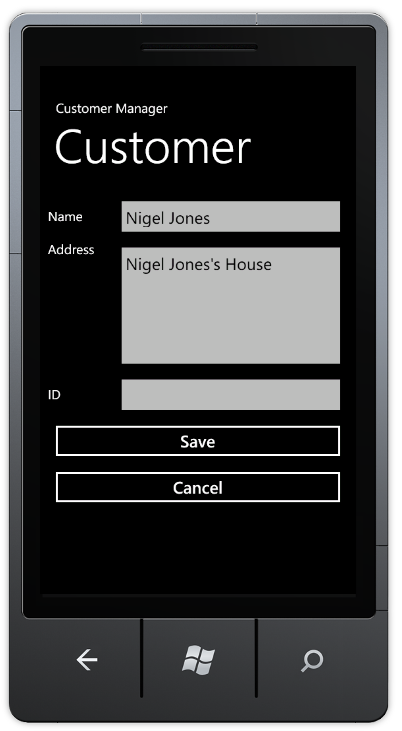 Customer Manager
Customer
Name
Nigel Jones
Address
Nigel Jones's House
ID
Save
Cancel